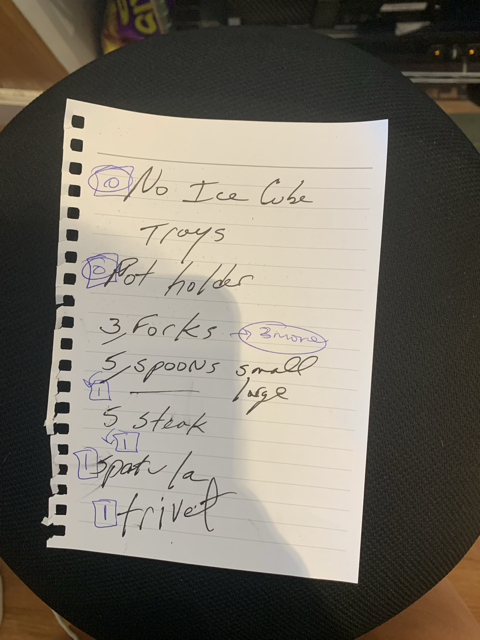 0 No Ice Cube
Trays
0 Pot holder
3 Forks → 3 more
5 spoons small
1 large
5 steak
1
1 spatula
1 trivet